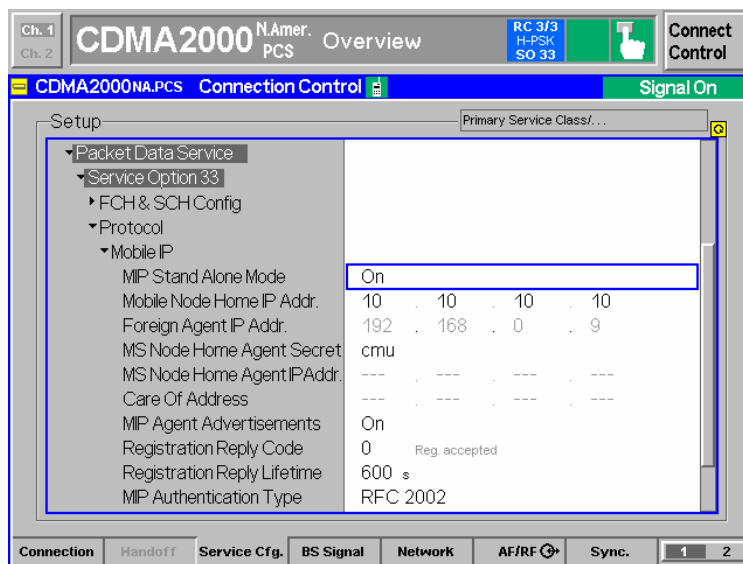 Ch. 1
Ch. 2
CDMA2000 N.Amer. PCS Overview
RC 3/3
H-PSK
SO 33
Connect
Control
CDMA2000 NA.PCS Connection Control
Signal On
Setup
Primary Service Class/...
Packet Data Service
Service Option 33
FCH & SCH Config
Protocol
Mobile IP
MIP Stand Alone Mode On
Mobile Node Home IP Addr. 10 . 10 . 10 . 10
Foreign Agent IP Addr. 192 . 168 . 0 . 9
MS Node Home Agent Secret cmu
MS Node Home Agent IPAddr. --- . --- . --- . ---
Care Of Address --- . --- . --- . ---
MIP Agent Advertisements On
Registration Reply Code 0 Reg. accepted
Registration Reply Lifetime 600 s
MIP Authentication Type RFC 2002
Connection Handoff Service Cfg. BS Signal Network AF/RF Sync. 1 2